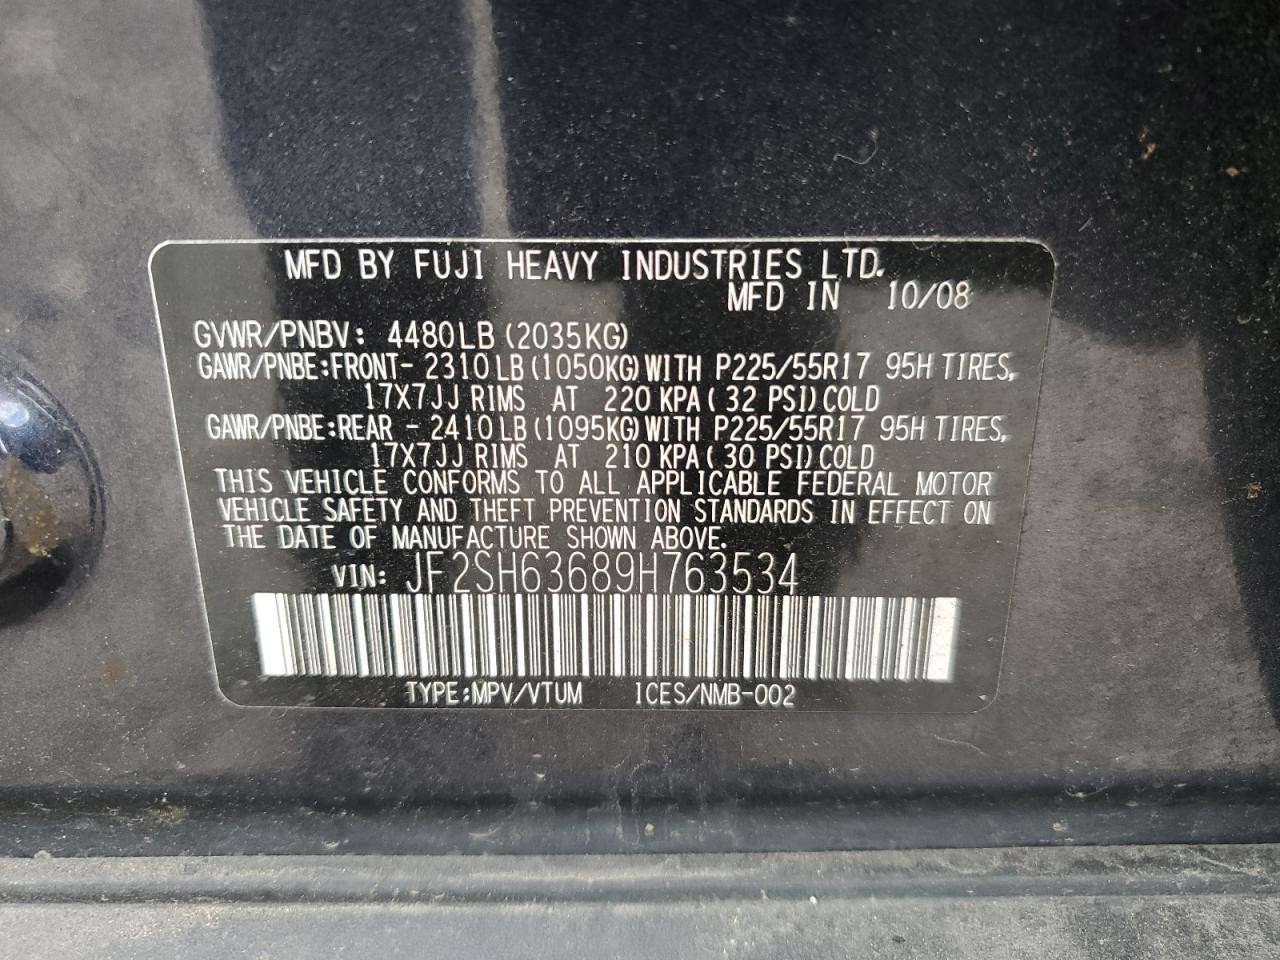 MFD BY FUJI HEAVY INDUSTRIES LTD.
MFD IN 10/08
GVWR/PNBV: 4480LB (2035KG)
GAWR/PNBE:FRONT- 2310LB (1050KG) WITH P225/55R17 95H TIRES,
17X7JJ RIMS AT 220 KPA ( 32 PSI) COLD
GAWR/PNBE:REAR - 2410LB (1095KG) WITH P225/55R17 95H TIRES,
17X7JJ RIMS AT 210 KPA ( 30 PSI) COLD
THIS VEHICLE CONFORMS TO ALL APPLICABLE FEDERAL MOTOR
VEHICLE SAFETY AND THEFT PREVENTION STANDARDS IN EFFECT ON
THE DATE OF MANUFACTURE SHOWN ABOVE.
VIN: JF2SH63689H763534
TYPE:MPV/VTUM ICES/NMB-002